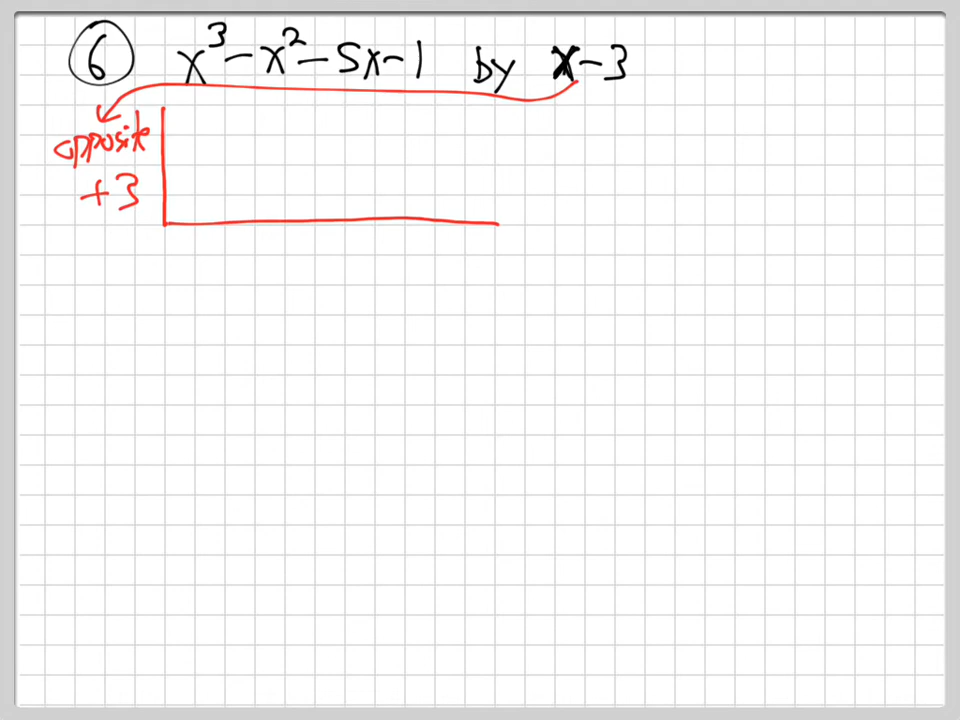 6 x³ - x² - 5x - 1 by x - 3
opposite
+3